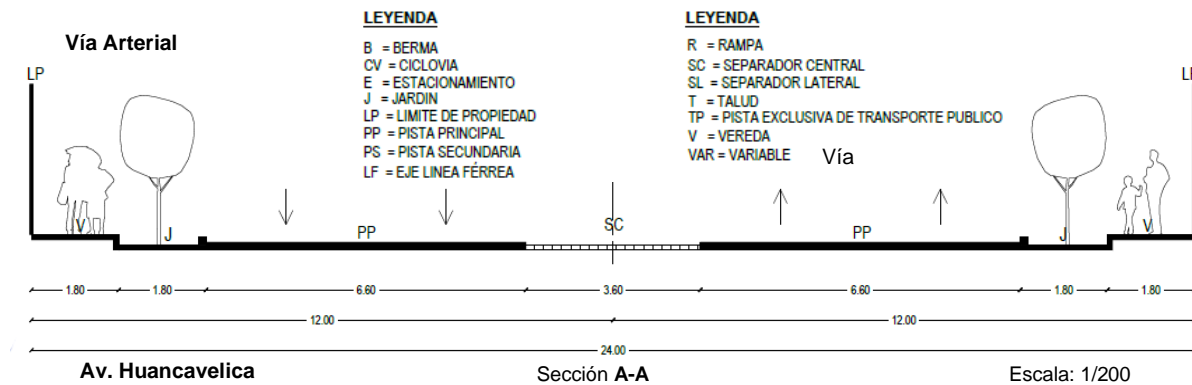 Vía Arterial
LEYENDA
B = BERMA
CV = CICLOVIA
E = ESTACIONAMIENTO
J = JARDIN
LP = LIMITE DE PROPIEDAD
PP = PISTA PRINCIPAL
PS = PISTA SECUNDARIA
LF = EJE LINEA FÉRREA
LEYENDA
R = RAMPA
SC = SEPARADOR CENTRAL
SL = SEPARADOR LATERAL
T = TALUD
TP = PISTA EXCLUSIVA DE TRANSPORTE PUBLICO
V = VEREDA
VAR = VARIABLE Vía
LP LP
V J PP SC PP J V
1.80 1.80 6.60 3.60 6.60 1.80 1.80
12.00 12.00
24.00
Av. Huancavelica Sección A-A Escala: 1/200